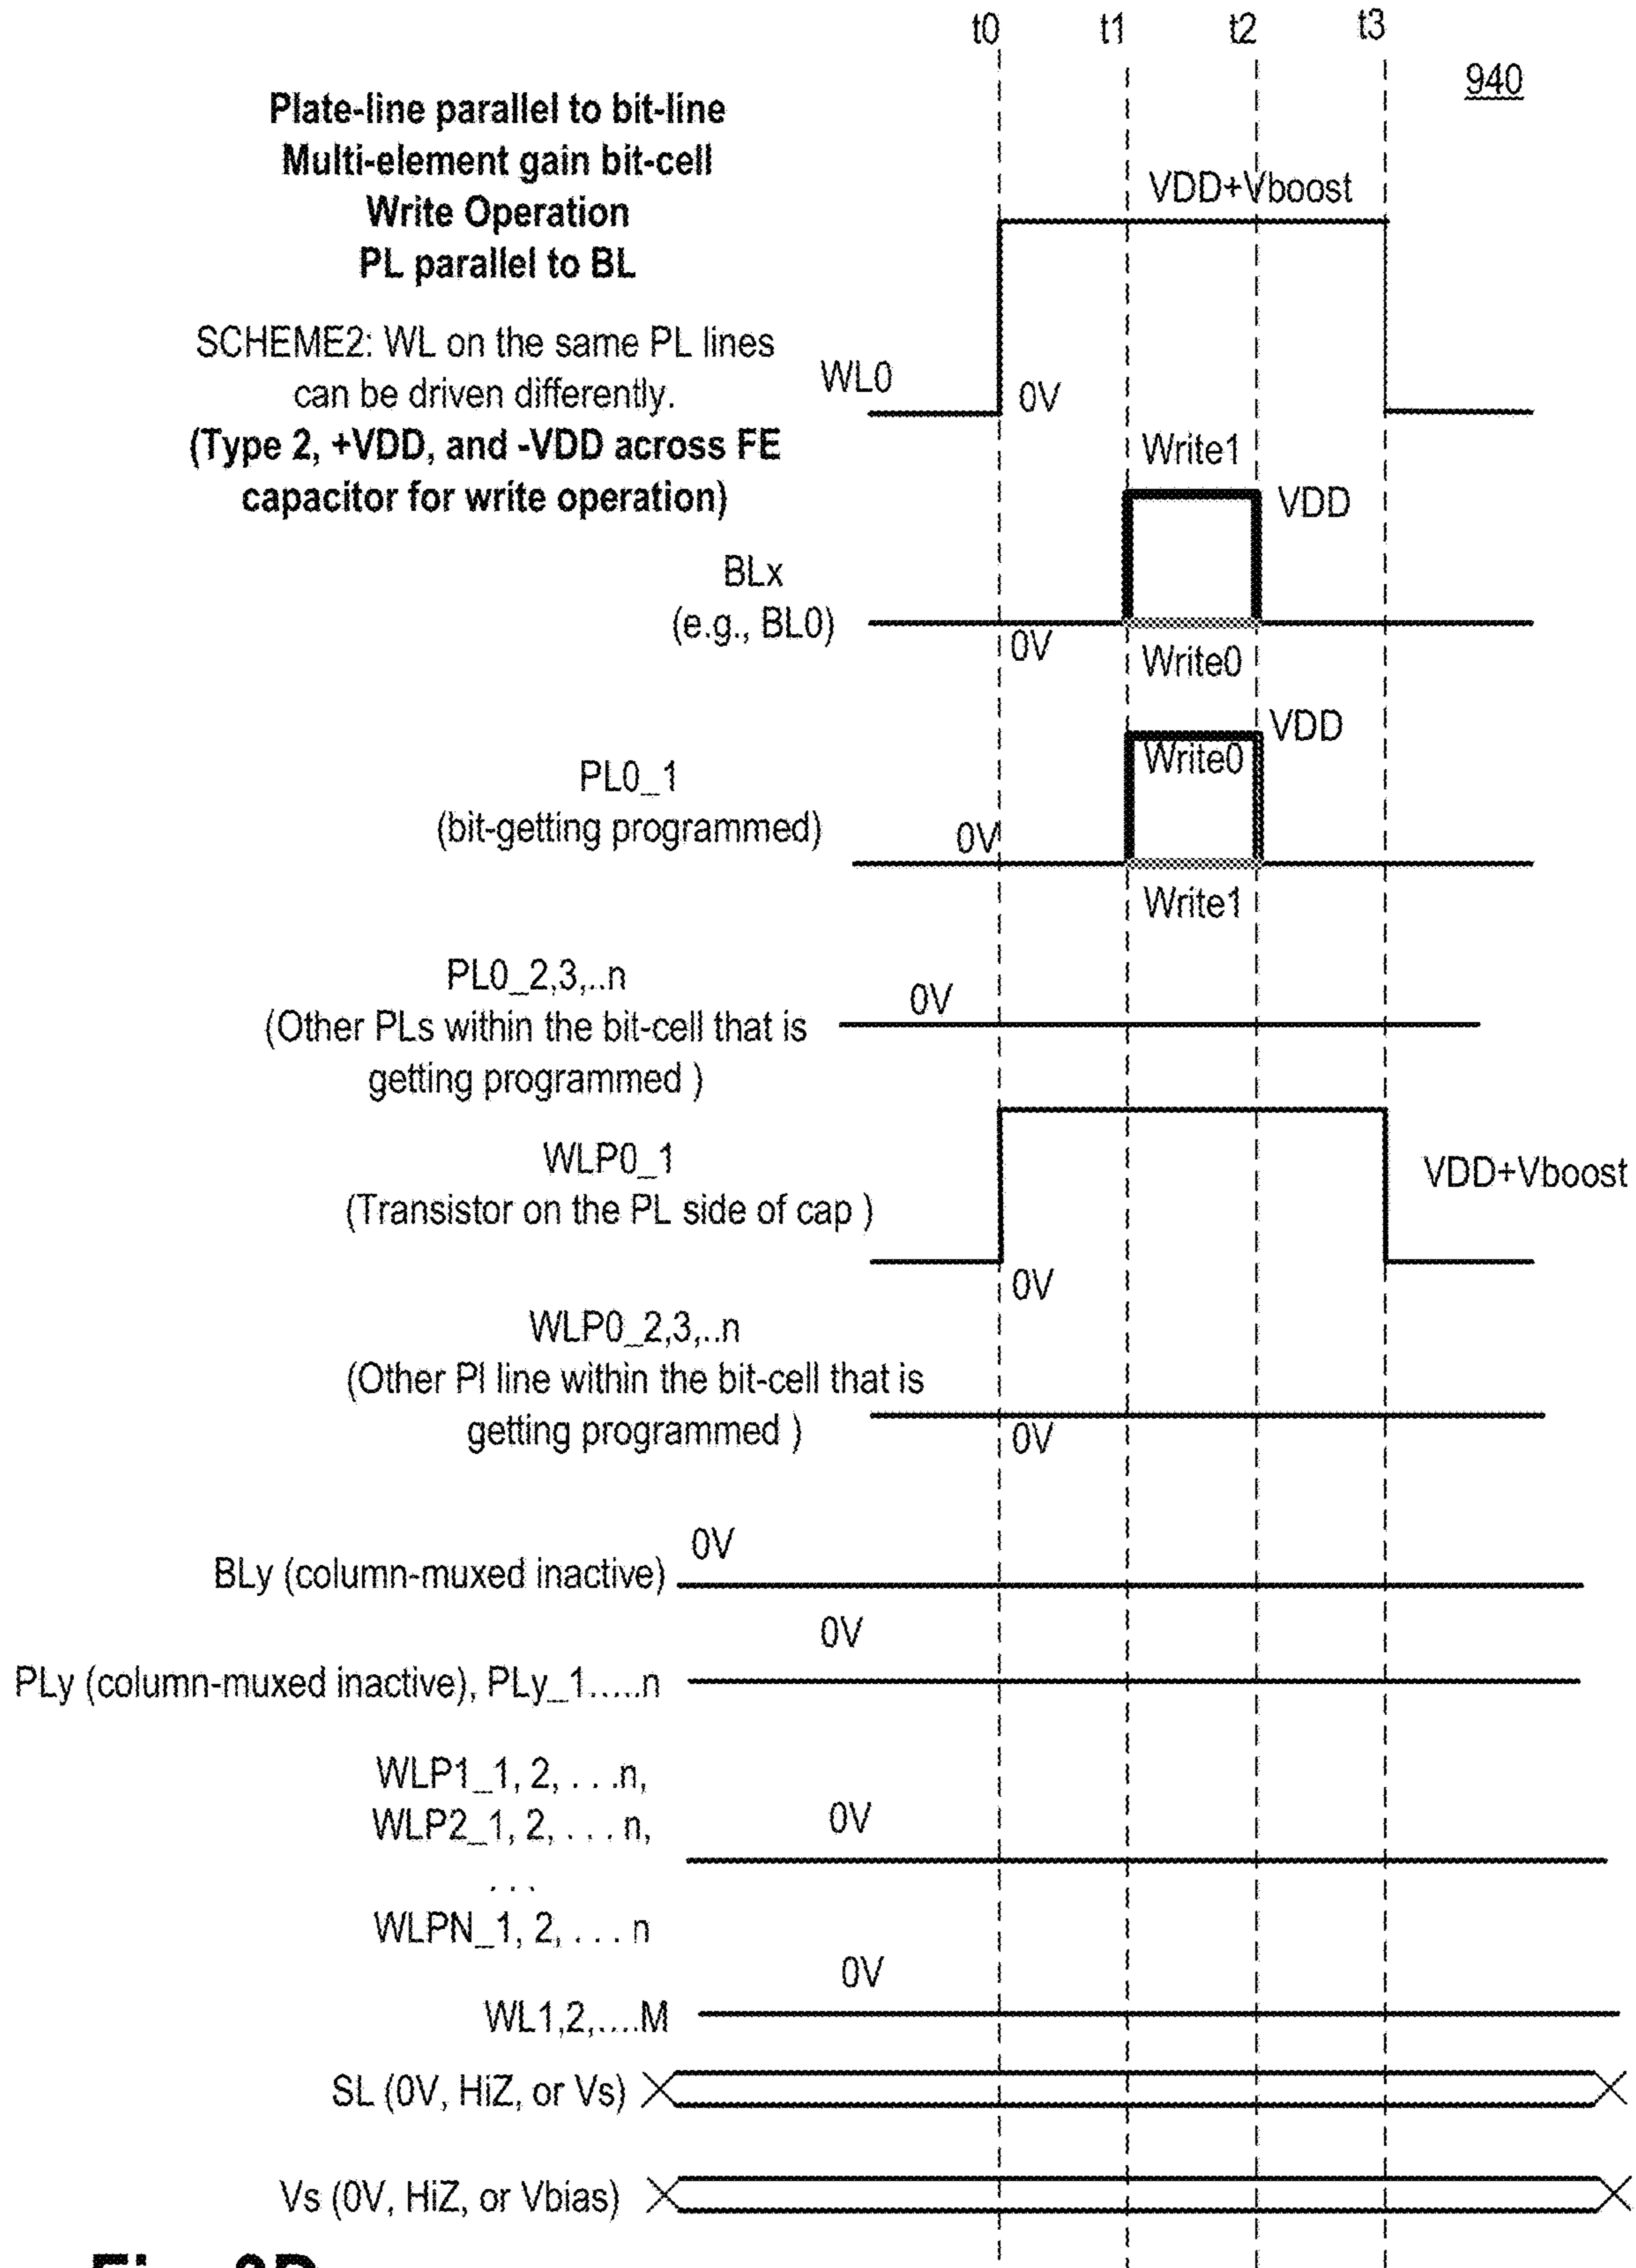 t0 t1 t2 t3
940
Plate-line parallel to bit-line
Multi-element gain bit-cell
Write Operation
PL parallel to BL
VDD+Vboost
SCHEME2: WL on the same PL lines
can be driven differently.
(Type 2, +VDD, and -VDD across FE
capacitor for write operation)
WL0
0V
Write1
VDD
BLx
(e.g., BL0)
0V
Write0
VDD
Write0
PL0_1
(bit-getting programmed)
0V
Write1
PL0_2,3,..n
(Other PLs within the bit-cell that is
getting programmed )
0V
WLP0_1
(Transistor on the PL side of cap )
VDD+Vboost
0V
WLP0_2,3,..n
(Other Pl line within the bit-cell that is
getting programmed )
0V
0V
BLy (column-muxed inactive)
0V
PLy (column-muxed inactive), PLy_1.....n
WLP1_1, 2, . . .n,
WLP2_1, 2, . . . n,
. . .
WLPN_1, 2, . . . n
0V
0V
WL1,2,....M
SL (0V, HiZ, or Vs)
Vs (0V, HiZ, or Vbias)